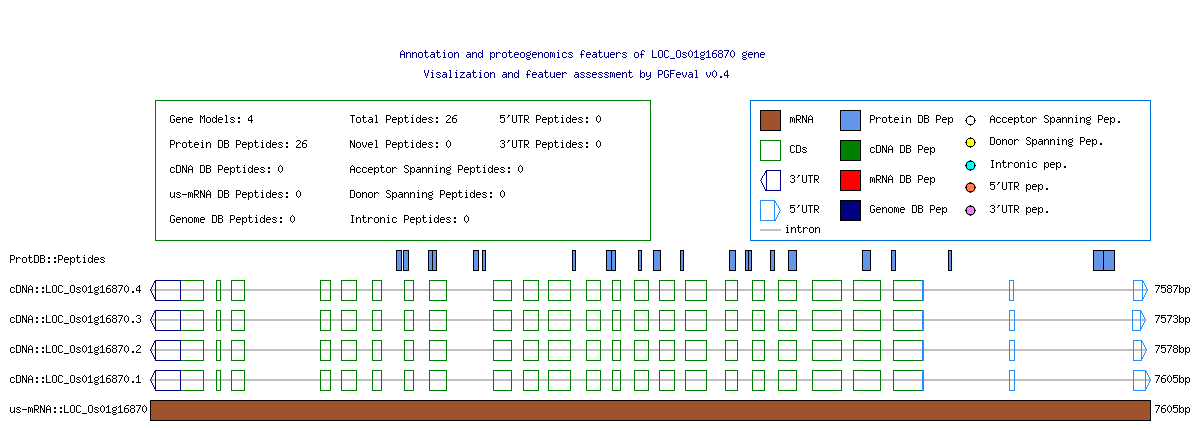 Annotation and proteogenomics featuers of LOC_Os01g16870 gene
Visalization and featuer assessment by PGFeval v0.4
Gene Models: 4
Total Peptides: 26
5'UTR Peptides: 0
Protein DB Peptides: 26
Novel Peptides: 0
3'UTR Peptides: 0
cDNA DB Peptides: 0
Acceptor Spanning Peptides: 0
us-mRNA DB Peptides: 0
Donor Spanning Peptides: 0
Genome DB Peptides: 0
Intronic Peptides: 0
mRNA
Protein DB Pep
Acceptor Spanning Pep.
Donor Spanning Pep.
CDs
cDNA DB Pep
Intronic pep.
3'UTR
mRNA DB Pep
5'UTR pep.
5'UTR
Genome DB Pep
3'UTR pep.
intron
ProtDB::Peptides
cDNA::LOC_Os01g16870.4
7587bp
cDNA::LOC_Os01g16870.3
7573bp
cDNA::LOC_Os01g16870.2
7578bp
cDNA::LOC_Os01g16870.1
7605bp
us-mRNA::LOC_Os01g16870
7605bp